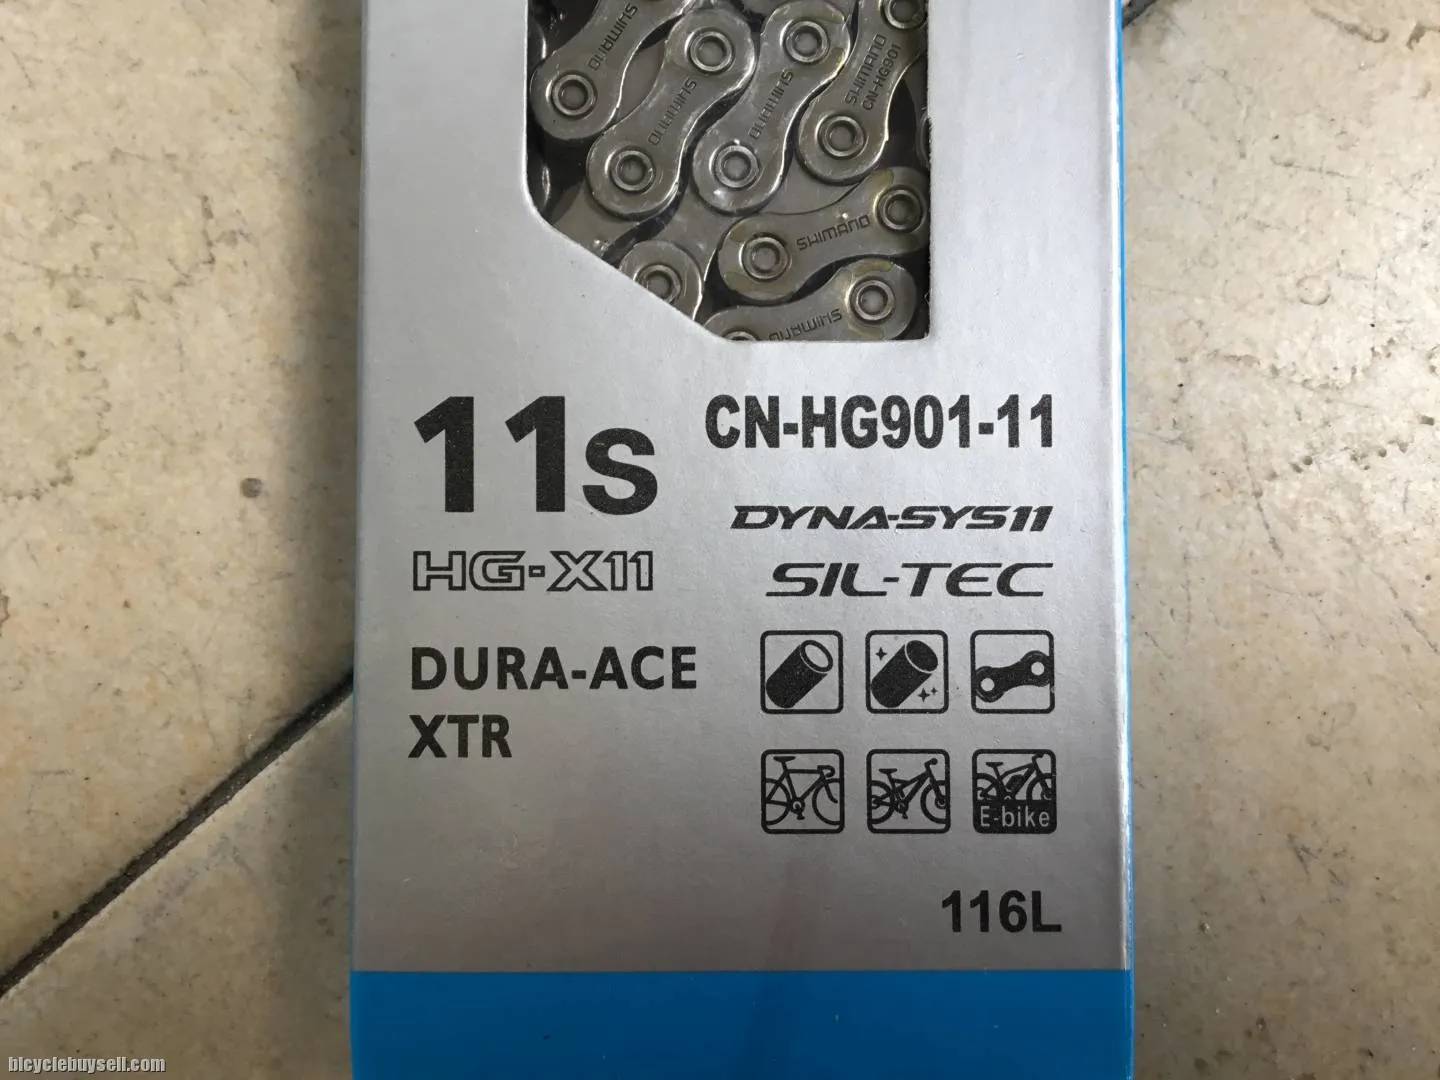 SHIMANO
SHIMANO
SHIMANO
SHIMANO
CN-HG901
SHIMANO
SHIMANO
11s
CN-HG901-11
DYNA-SYS11
HG-X11
SIL-TEC
DURA-ACE
XTR
E-bike
116L
bicyclebuysell.com